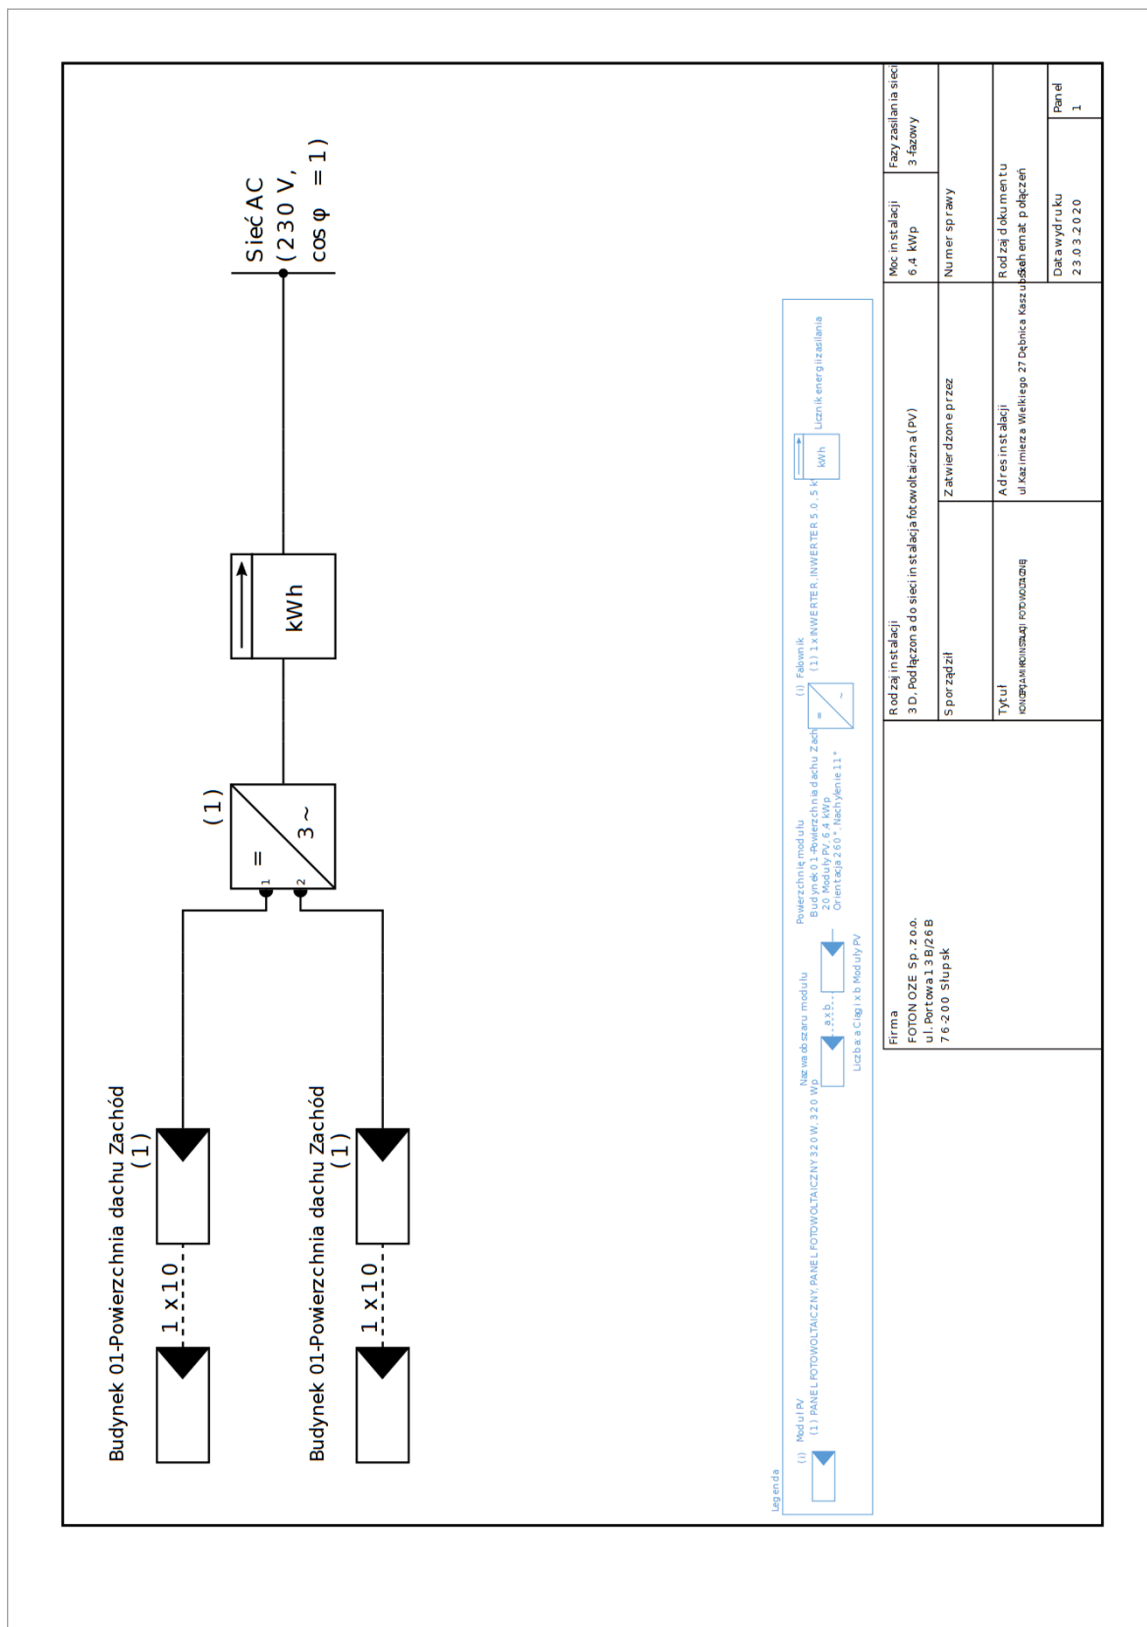 Sieć AC
(230 V,
cos φ = 1)
kWh
(1)
=
3 ~
1
2
Budynek 01-Powierzchnia dachu Zachód
(1)
1 x 10
Budynek 01-Powierzchnia dachu Zachód
(1)
1 x 10
Legenda
(i) Moduł PV
(1) PANEL FOTOWOLTAICZNY, PANEL FOTOWOLTAICZNY 320 W, 320 Wp
Nazwa obszaru modułu
a x b
Liczba: a Ciągi x b Moduły PV
Powierzchnię modułu
Budynek 01-Powierzchnia dachu Zach
20 Moduły PV, 6,4 kWp
Orientacja 260°, Nachylenie 11°
=
~
(i) Falownik
(1) 1 x INWERTER, INWERTER 5.0, 5 k
kWh
Licznik energii zasilania
Firma
FOTON OZE Sp. z o.o.
ul. Portowa 13B/26B
76-200 Słupsk
Rodzaj instalacji
3D, Podłączona do sieci instalacja fotowoltaiczna (PV)
Moc instalacji
6,4 kWp
Fazy zasilania sieci
3-fazowy
Sporządził
Zatwierdzone przez
Numer sprawy
Tytuł
Adres instalacji
ul.Kazimierza Wielkiego 27 Dębnica Kaszubska
Rodzaj dokumentu
Schemat połączeń
Data wydruku
23.03.2020
Panel
1